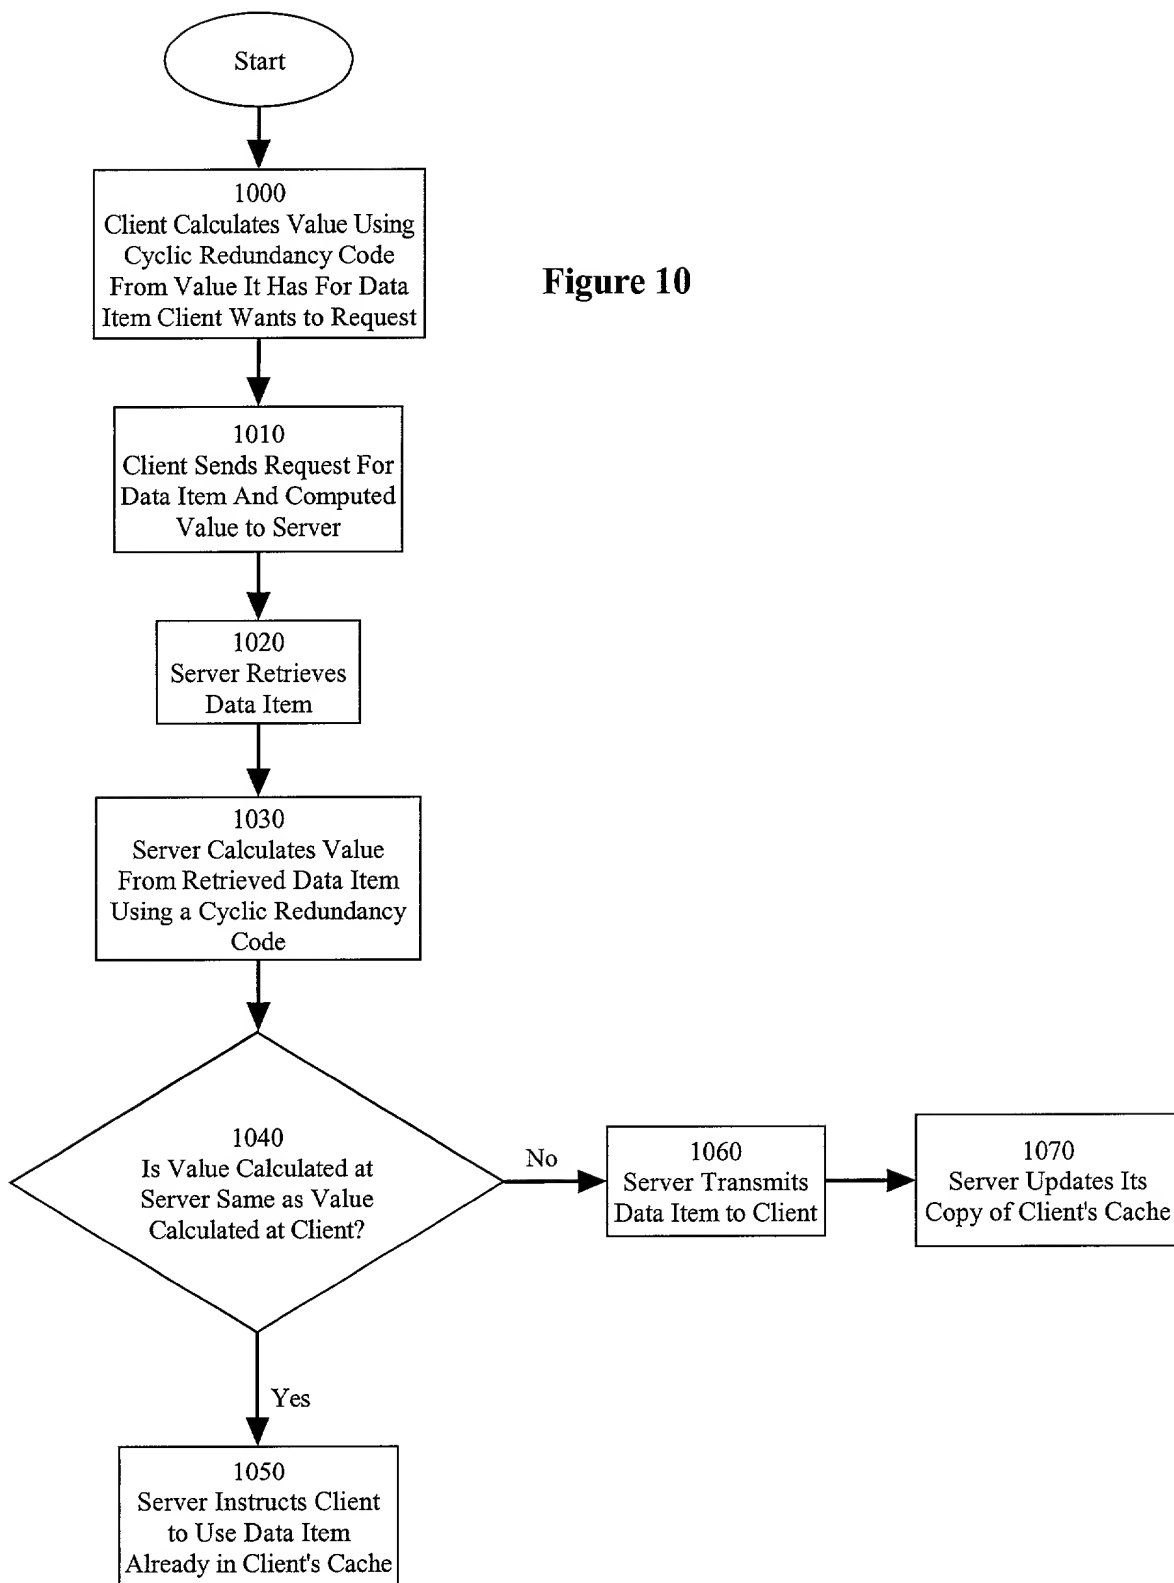 Start
1000
Client Calculates Value Using
Cyclic Redundancy Code
From Value It Has For Data
Item Client Wants to Request
Figure 10
1010
Client Sends Request For
Data Item And Computed
Value to Server
1020
Server Retrieves
Data Item
1030
Server Calculates Value
From Retrieved Data Item
Using a Cyclic Redundancy
Code
1040
Is Value Calculated at
Server Same as Value
Calculated at Client?
No
1060
Server Transmits
Data Item to Client
1070
Server Updates Its
Copy of Client's Cache
Yes
1050
Server Instructs Client
to Use Data Item
Already in Client's Cache